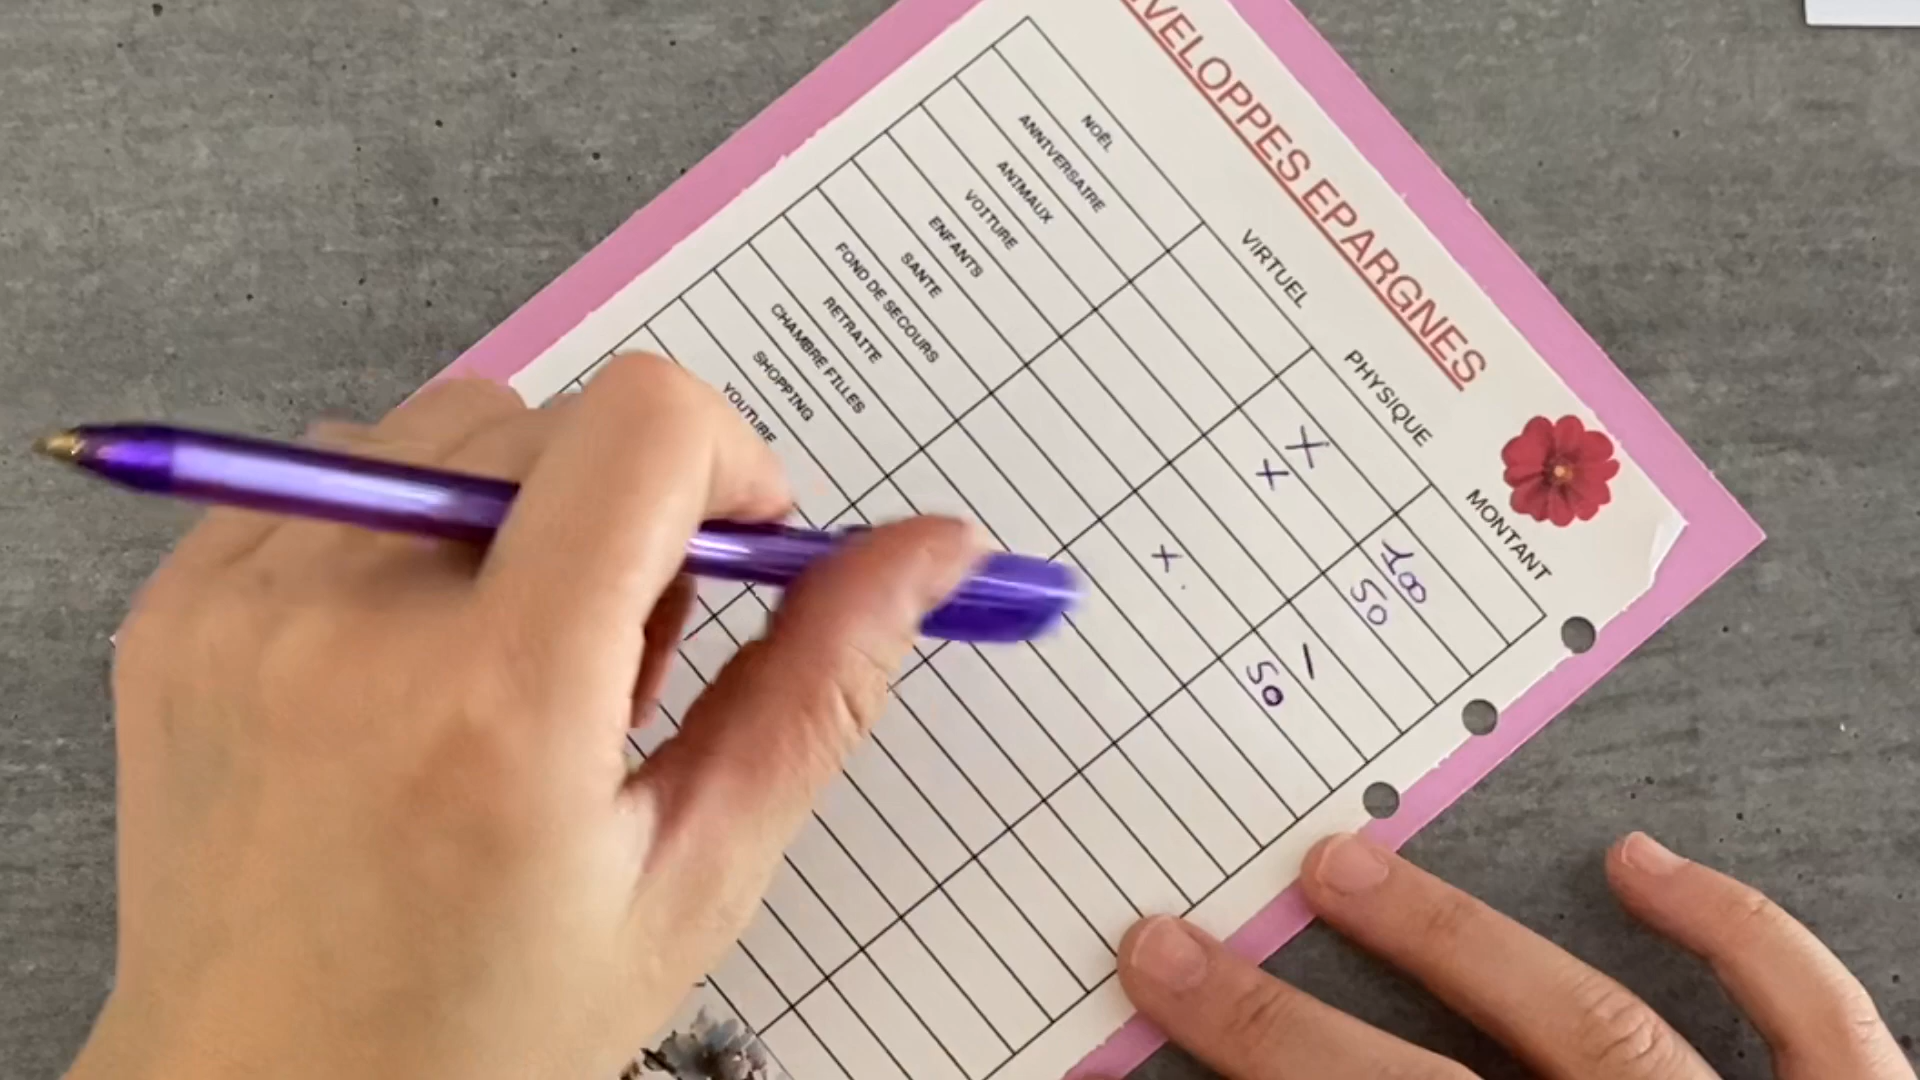 VELOPPES EPARGNES
VIRTUEL PHYSIQUE MONTANT
NOËL
ANNIVERSAIRE X 100
ANIMAUX X 50
VOITURE
ENFANTS -
SANTE X 50
FOND DE SECOURS
RETRAITE
CHAMBRE FILLES
SHOPPING
YOUTURE